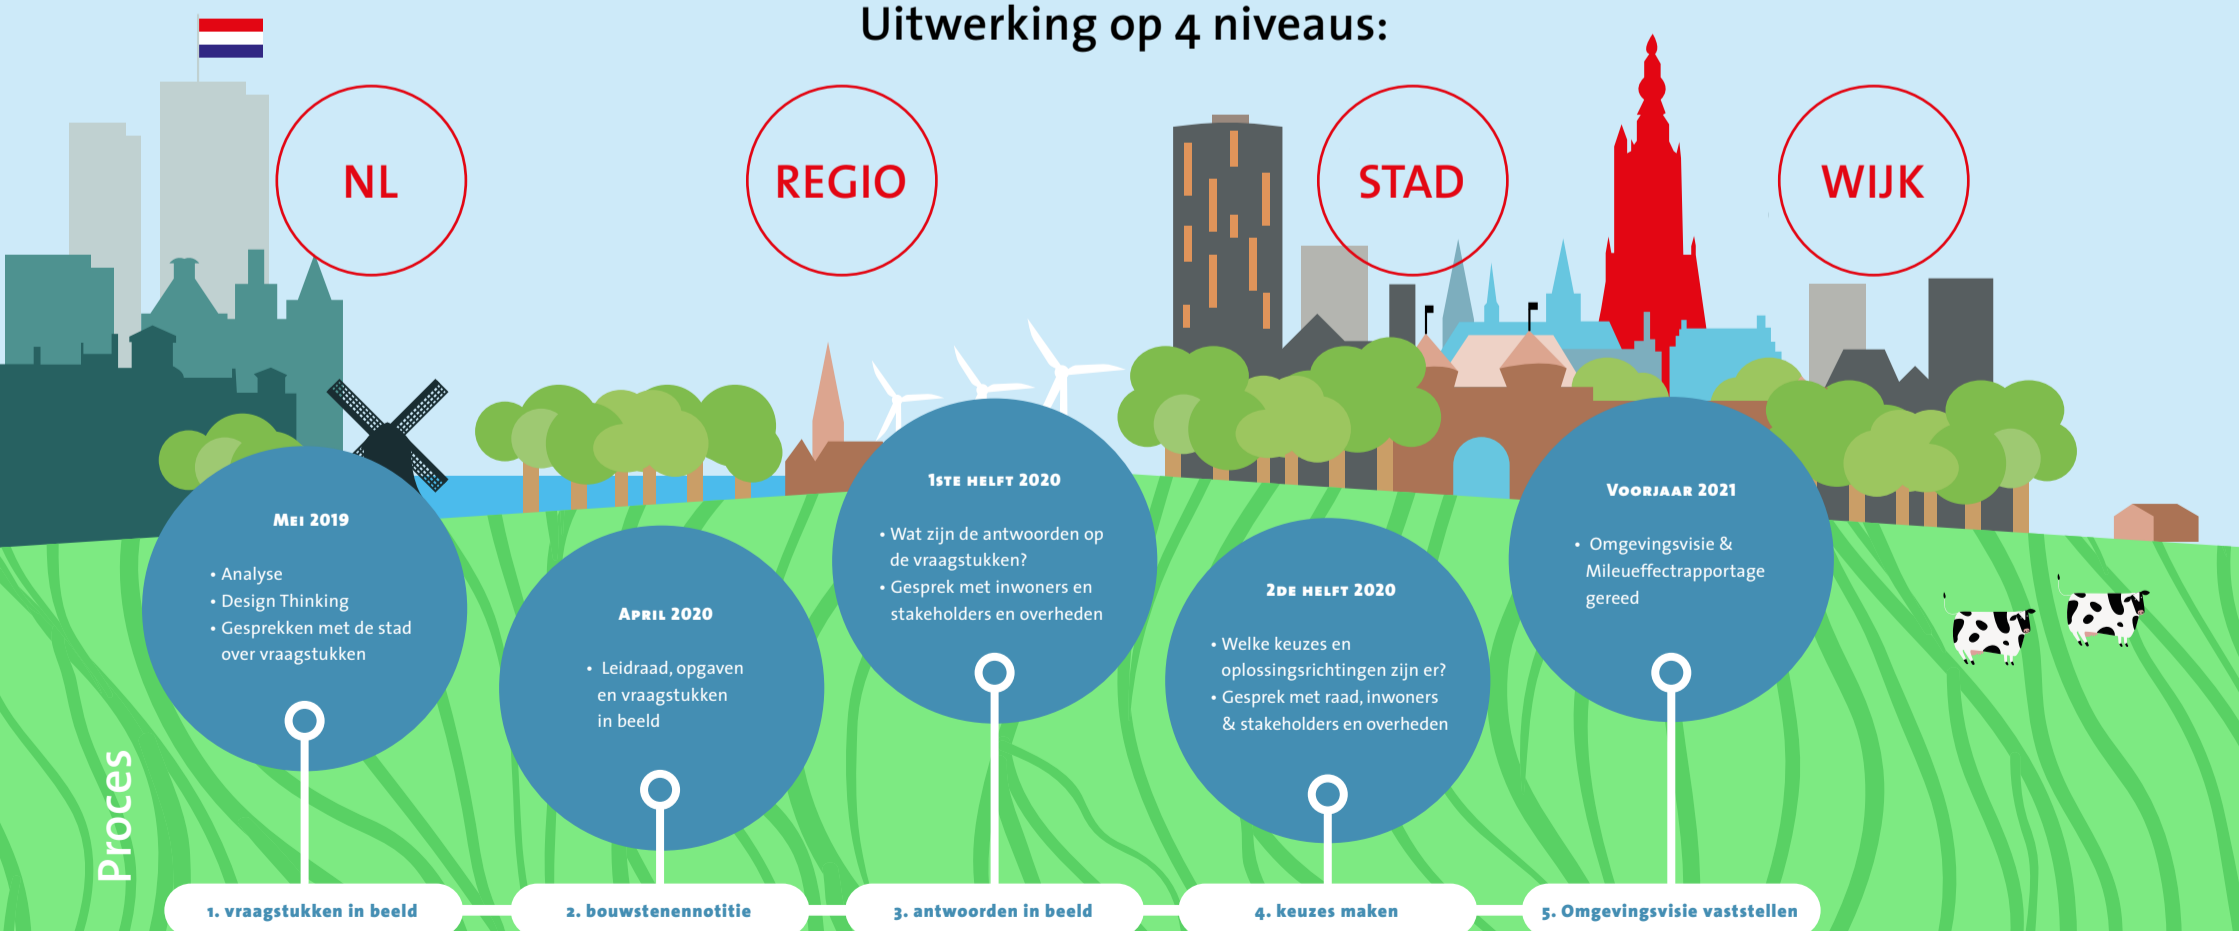 Uitwerking op 4 niveaus:
NL
REGIO
STAD
WIJK
Mei 2019
• Analyse
• Design Thinking
• Gesprekken met de stad
over vraagstukken
April 2020
• Leidraad, opgaven
en vraagstukken
in beeld
1ste helft 2020
• Wat zijn de antwoorden op
de vraagstukken?
• Gesprek met inwoners en
stakeholders en overheden
2de helft 2020
• Welke keuzes en
oplossingsrichtingen zijn er?
• Gesprek met raad, inwoners
& stakeholders en overheden
Voorjaar 2021
• Omgevingsvisie &
Mileueffectrapportage
gereed
Proces
1. vraagstukken in beeld
2. bouwstenennotitie
3. antwoorden in beeld
4. keuzes maken
5. Omgevingsvisie vaststellen